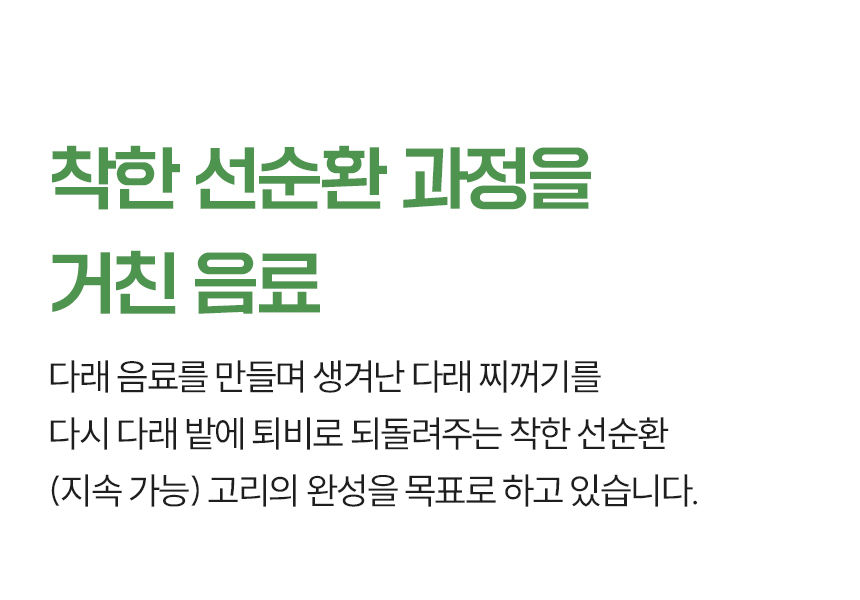 착한 선순환 과정을
거친 음료
다래 음료를 만들며 생겨난 다래 찌꺼기를
다시 다래 밭에 퇴비로 되돌려주는 착한 선순환
(지속 가능) 고리의 완성을 목표로 하고 있습니다.